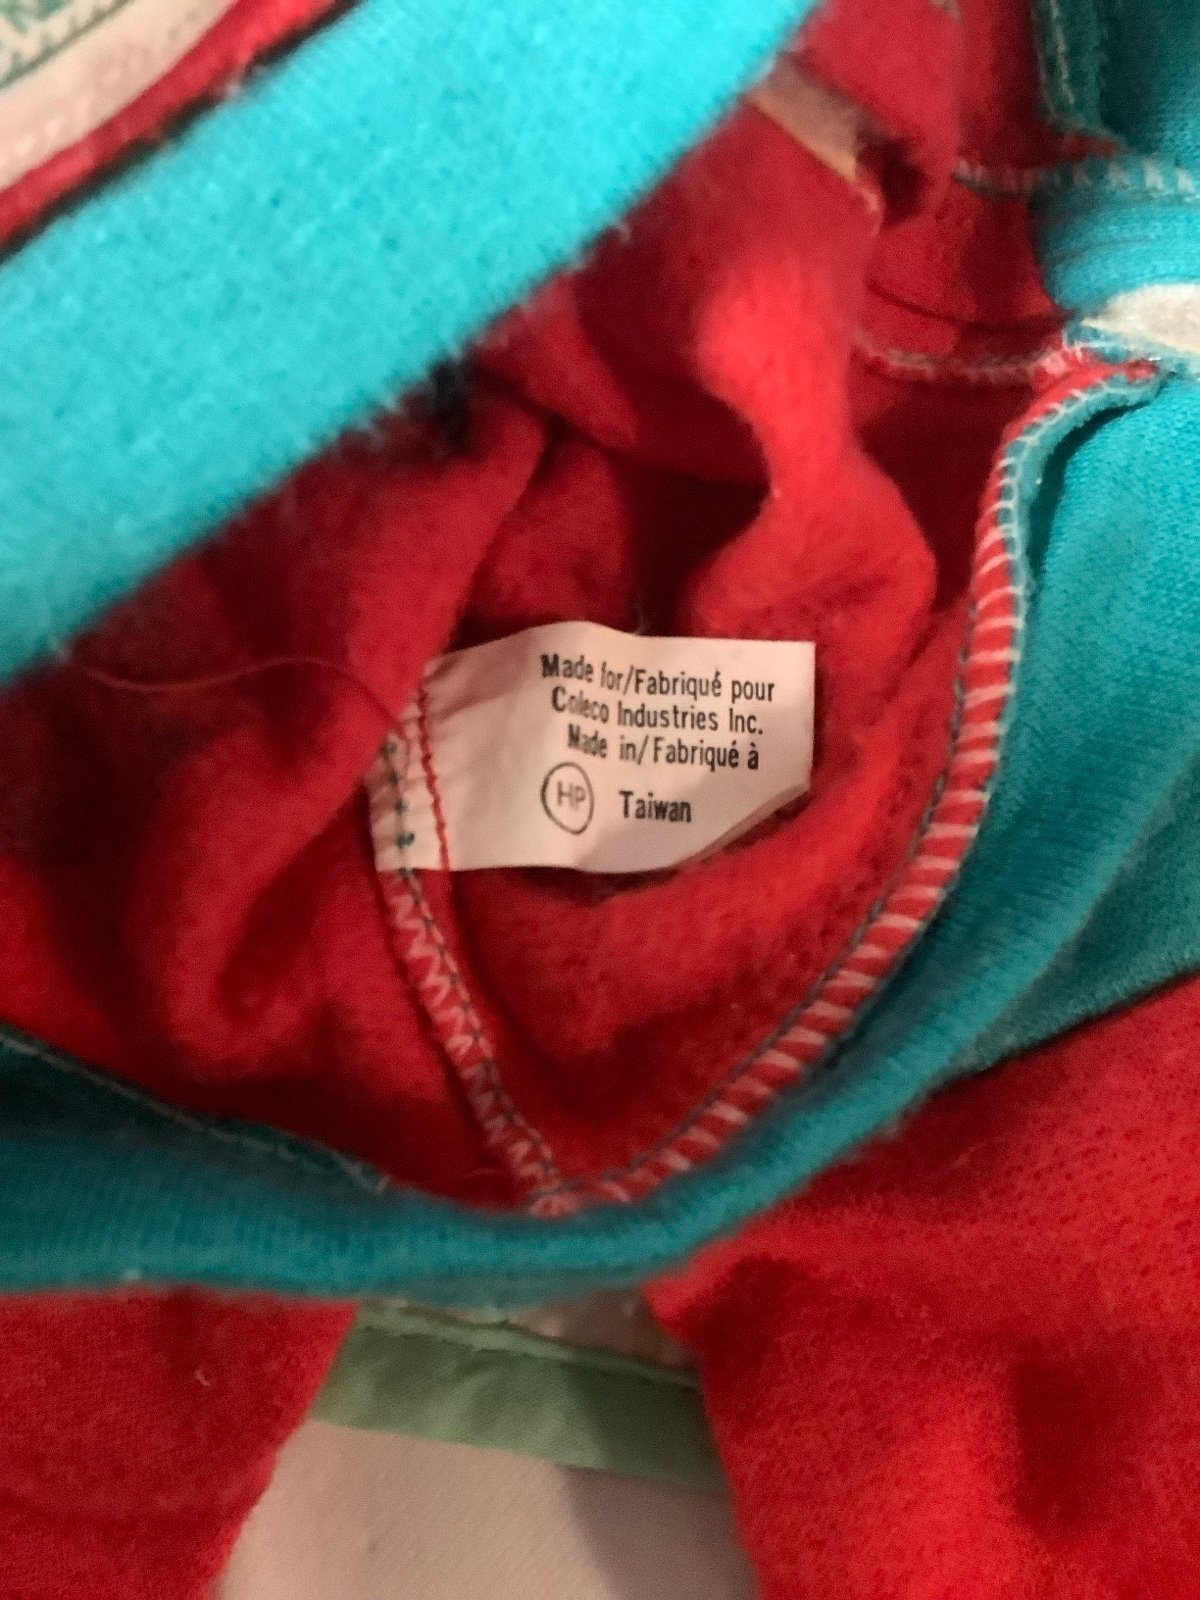 Made for/Fabriqué pour
Coleco Industries Inc.
Made in/Fabriqué à
HP Taiwan